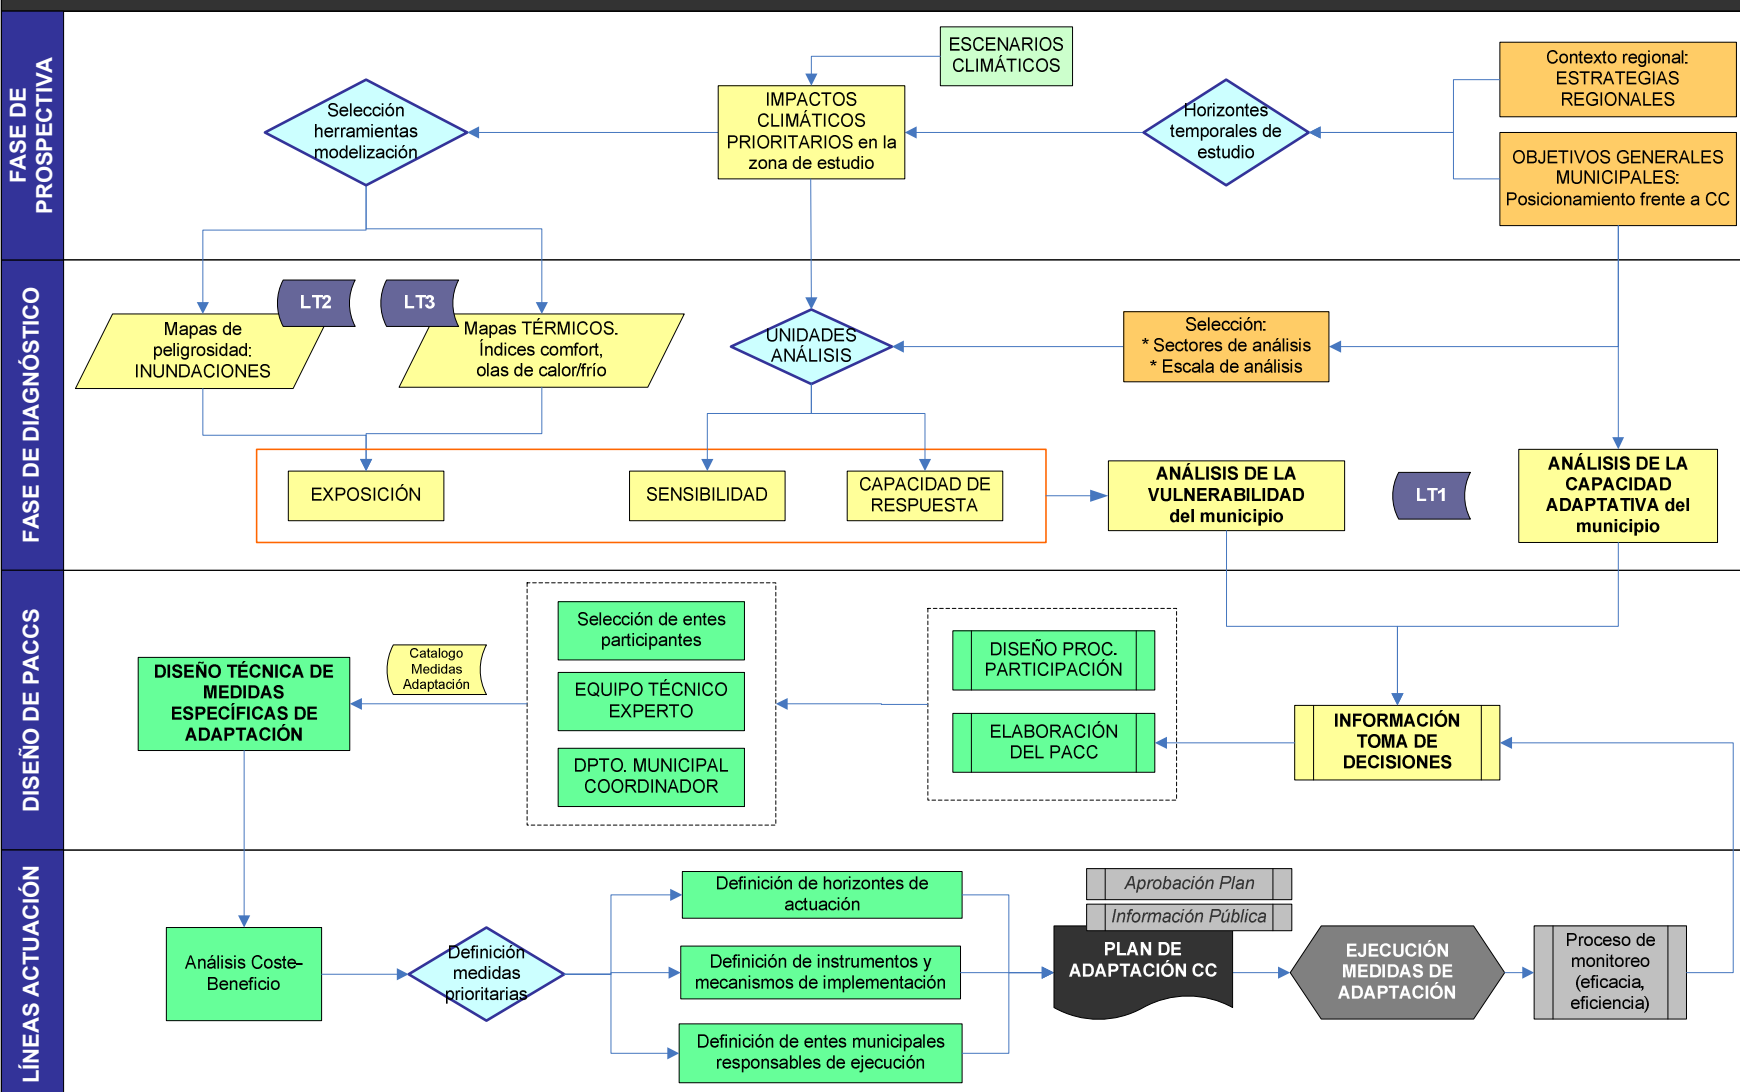 FASE DE
PROSPECTIVA
ESCENARIOS
CLIMÁTICOS
Contexto regional:
ESTRATEGIAS
REGIONALES
Selección
herramientas
modelización
IMPACTOS
CLIMÁTICOS
PRIORITARIOS en la
zona de estudio
Horizontes
temporales de
estudio
OBJETIVOS GENERALES
MUNICIPALES:
Posicionamiento frente a CC
FASE DE DIAGNÓSTICO
LT2
LT3
Mapas de
peligrosidad:
INUNDACIONES
Mapas TÉRMICOS.
Índices comfort,
olas de calor/frío
UNIDADES
ANÁLISIS
Selección:
* Sectores de análisis
* Escala de análisis
EXPOSICIÓN
SENSIBILIDAD
CAPACIDAD DE
RESPUESTA
ANÁLISIS DE LA
VULNERABILIDAD
del municipio
LT1
ANÁLISIS DE LA
CAPACIDAD
ADAPTATIVA del
municipio
DISEÑO DE PACCS
DISEÑO TÉCNICA DE
MEDIDAS
ESPECÍFICAS DE
ADAPTACIÓN
Catalogo
Medidas
Adaptación
Selección de entes
participantes
EQUIPO TÉCNICO
EXPERTO
DPTO. MUNICIPAL
COORDINADOR
DISEÑO PROC.
PARTICIPACIÓN
ELABORACIÓN
DEL PACC
INFORMACIÓN
TOMA DE
DECISIONES
LÍNEAS ACTUACIÓN
Análisis Coste-
Beneficio
Definición
medidas
prioritarias
Definición de horizontes de
actuación
Definición de instrumentos y
mecanismos de implementación
Definición de entes municipales
responsables de ejecución
Aprobación Plan
Información Pública
PLAN DE
ADAPTACIÓN CC
EJECUCIÓN
MEDIDAS DE
ADAPTACIÓN
Proceso de
monitoreo
(eficacia,
eficiencia)